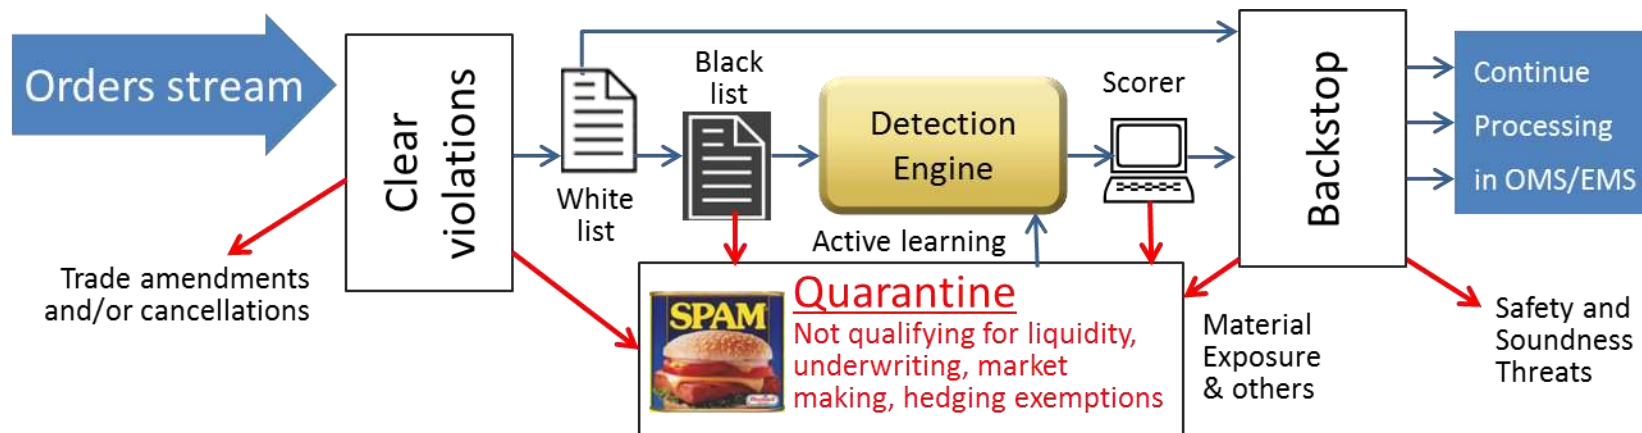 Orders stream
Clear
violations
Trade amendments
and/or cancellations
White
list
Black
list
Detection
Engine
Active learning
Scorer
SPAM
Quarantine
Not qualifying for liquidity,
underwriting, market
making, hedging exemptions
Backstop
Material
Exposure
& others
Safety and
Soundness
Threats
Continue
Processing
in OMS/EMS